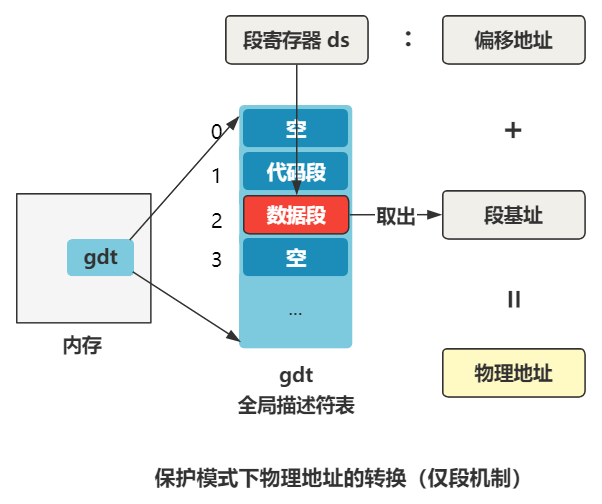 段寄存器 ds
:
偏移地址
0
空
+
1
代码段
2
数据段
取出
段基址
gdt
3
空
=
...
内存
物理地址
gdt
全局描述符表
保护模式下物理地址的转换（仅段机制）